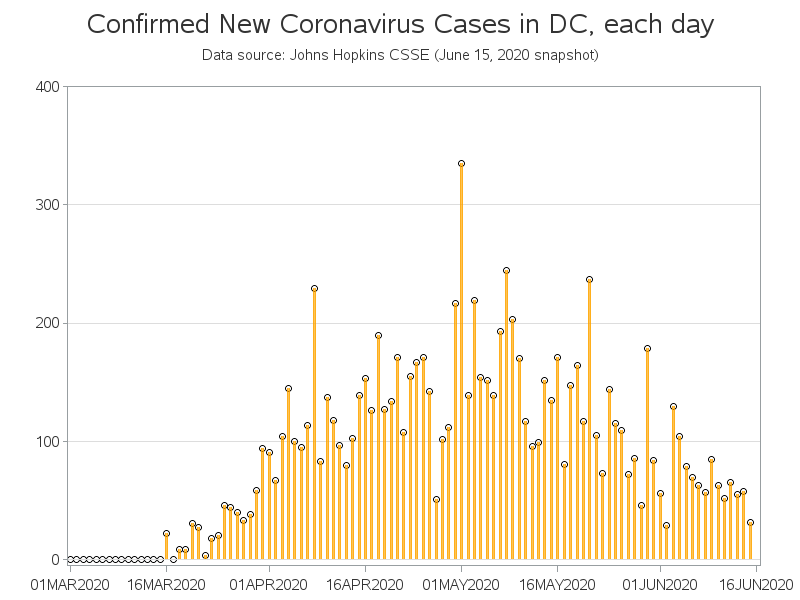 Confirmed New Coronavirus Cases in DC, each day
Data source: Johns Hopkins CSSE (June 15, 2020 snapshot)
400
300
200
100
0
01MAR2020 16MAR2020 01APR2020 16APR2020 01MAY2020 16MAY2020 01JUN2020 16JUN2020